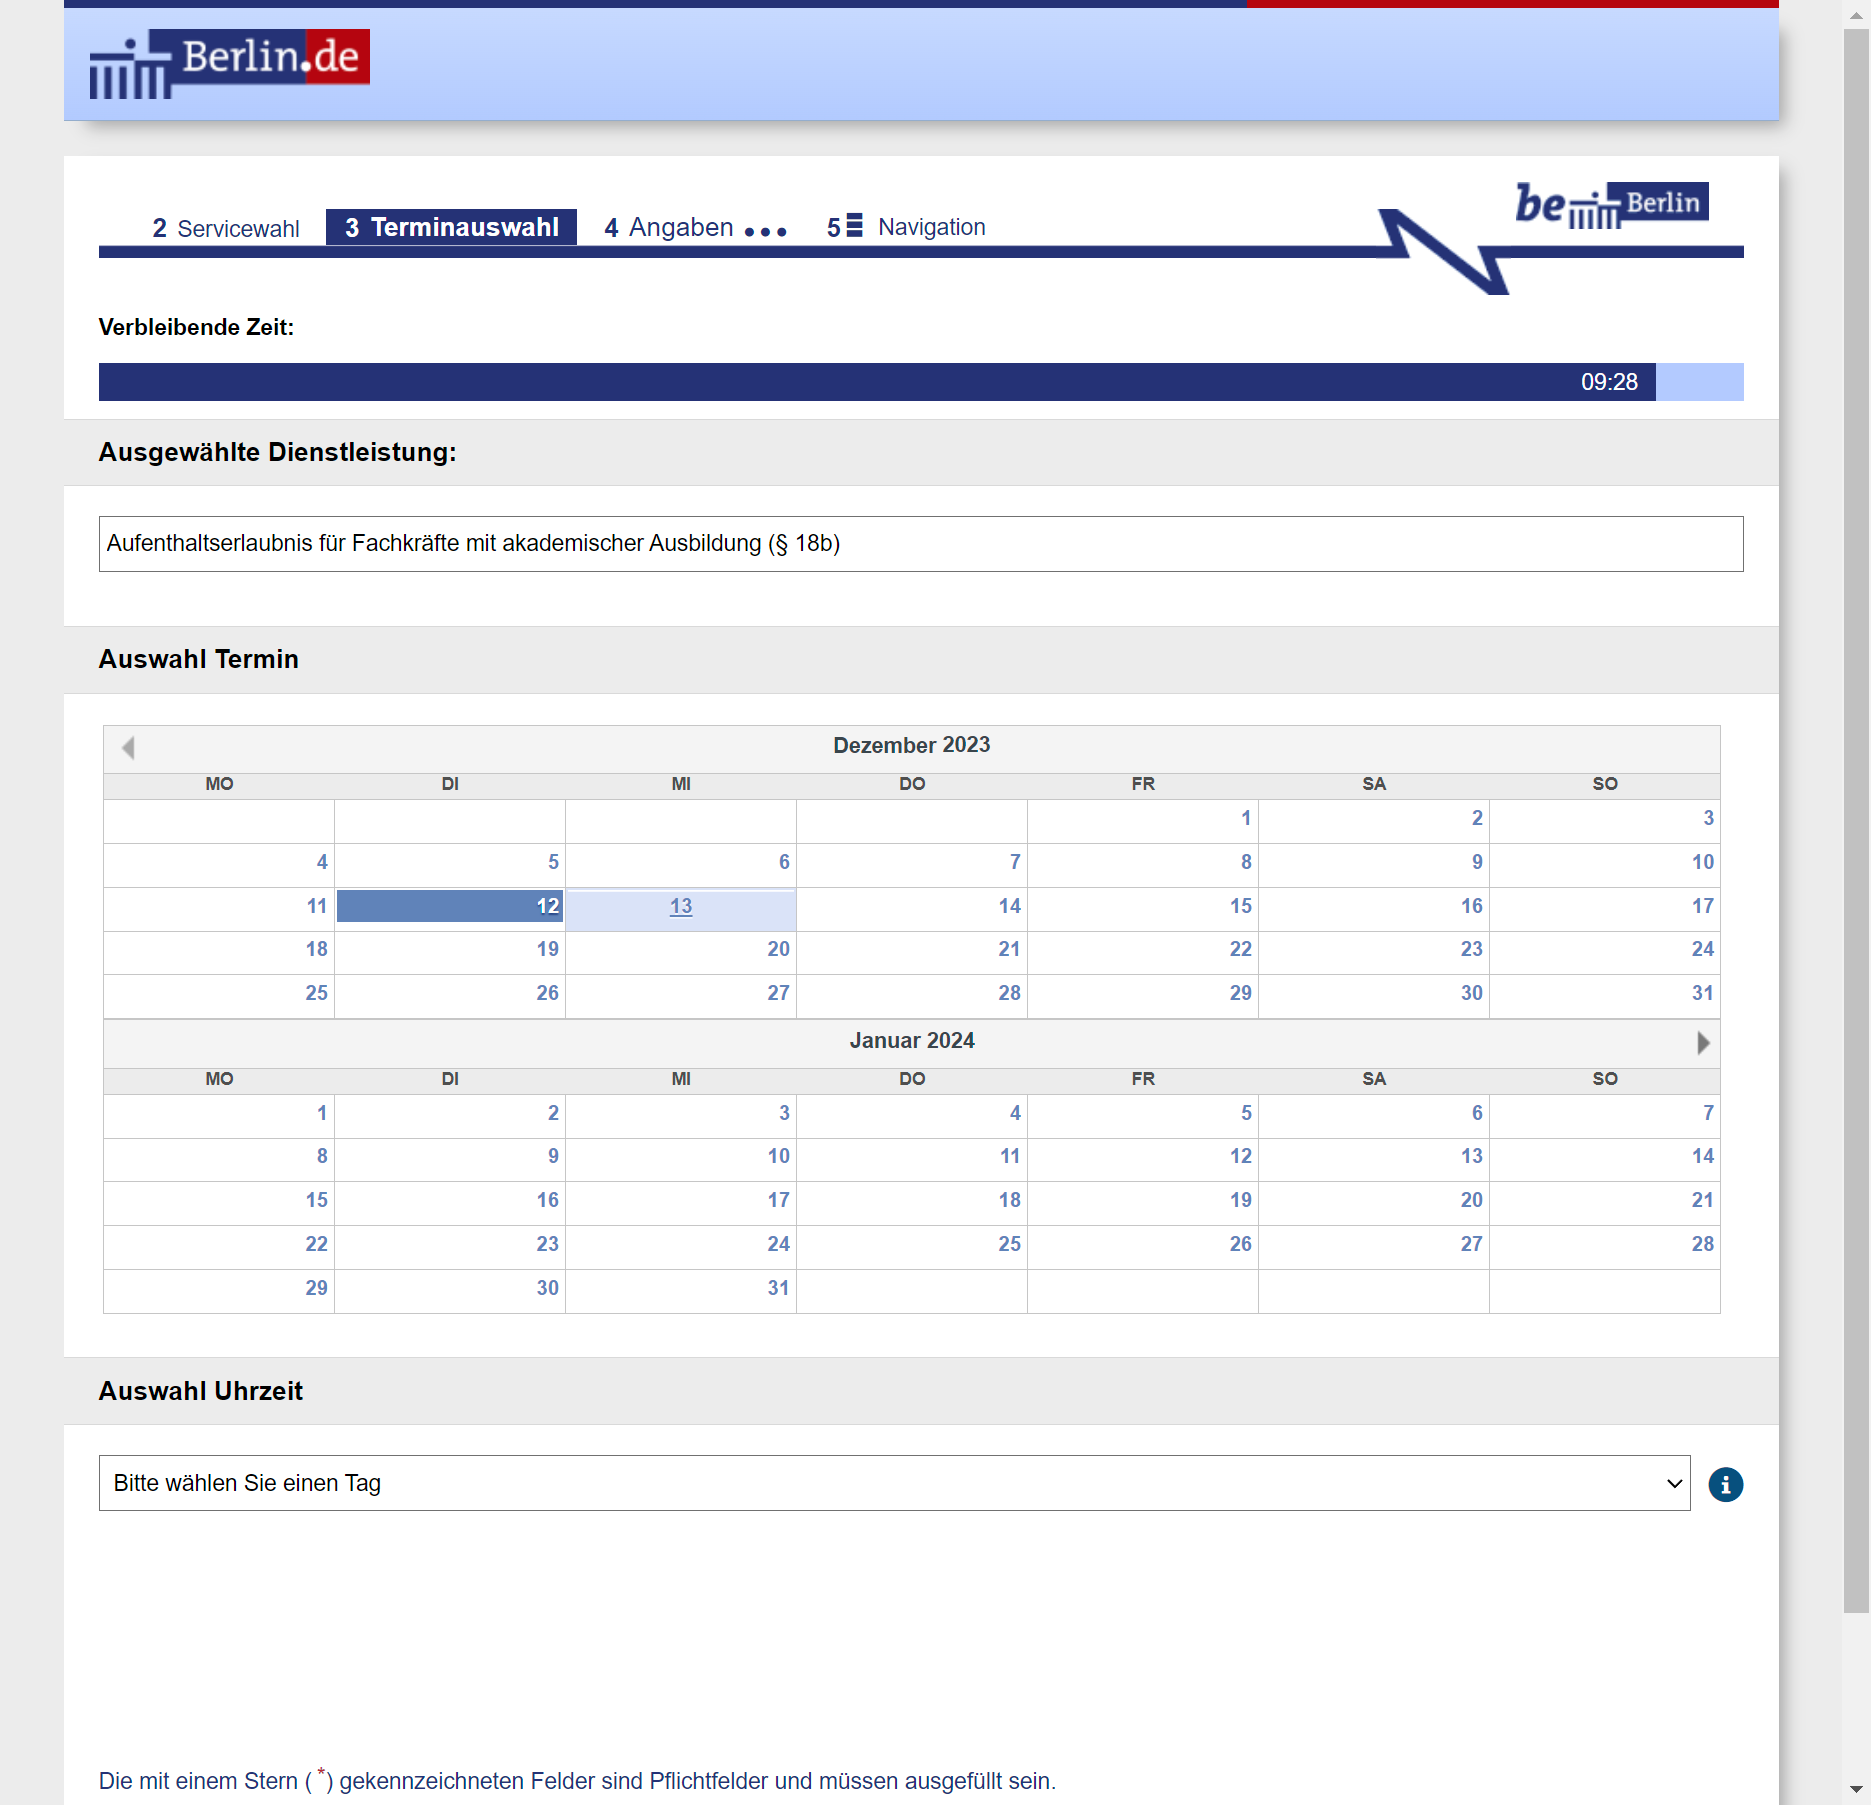 Berlin.de
be Berlin
2 Servicewahl 3 Terminauswahl 4 Angaben ●●● 5 Navigation
Verbleibende Zeit:
09:28
Ausgewählte Dienstleistung:
Aufenthaltserlaubnis für Fachkräfte mit akademischer Ausbildung (§ 18b)
Auswahl Termin
Dezember 2023
MO DI MI DO FR SA SO
1 2 3
4 5 6 7 8 9 10
11 12 13 14 15 16 17
18 19 20 21 22 23 24
25 26 27 28 29 30 31
Januar 2024
MO DI MI DO FR SA SO
1 2 3 4 5 6 7
8 9 10 11 12 13 14
15 16 17 18 19 20 21
22 23 24 25 26 27 28
29 30 31
Auswahl Uhrzeit
Bitte wählen Sie einen Tag
i
Die mit einem Stern ( *) gekennzeichneten Felder sind Pflichtfelder und müssen ausgefüllt sein.